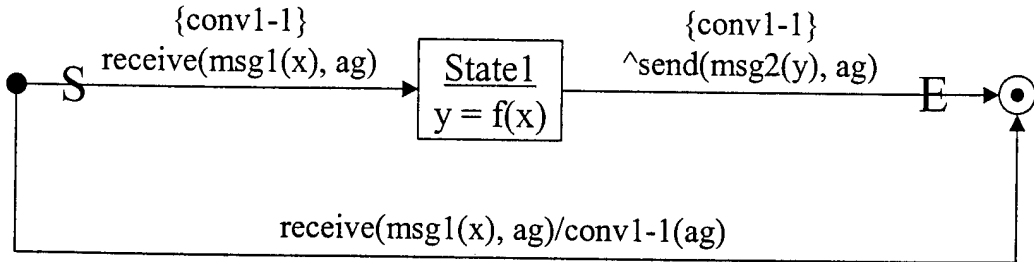 {conv1-1}
receive(msg1(x), ag)
S
State1
y = f(x)
{conv1-1}
^send(msg2(y), ag)
E
receive(msg1(x), ag)/conv1-1(ag)